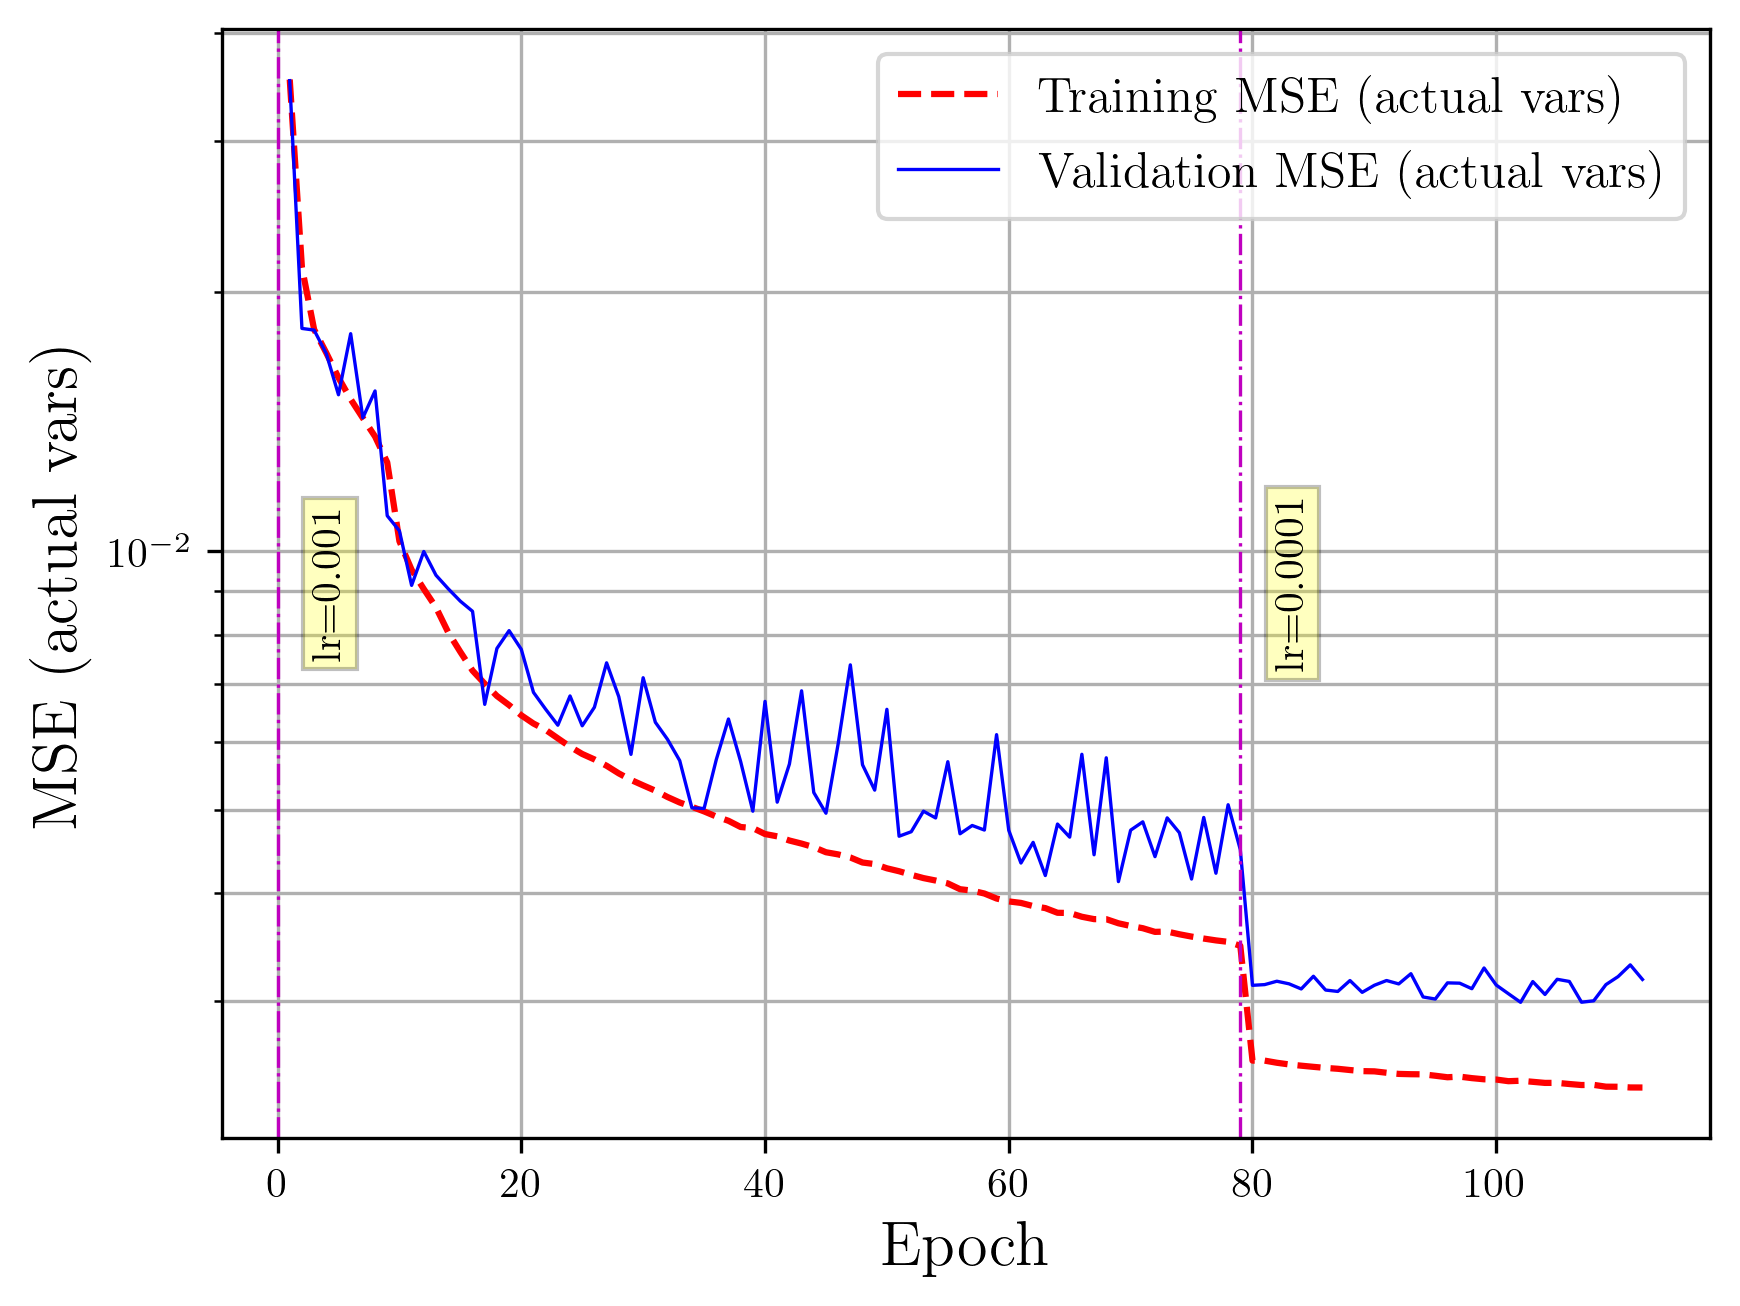 Training MSE (actual vars)
Validation MSE (actual vars)
MSE (actual vars)
10⁻²
lr=0.001
lr=0.0001
0 20 40 60 80 100
Epoch